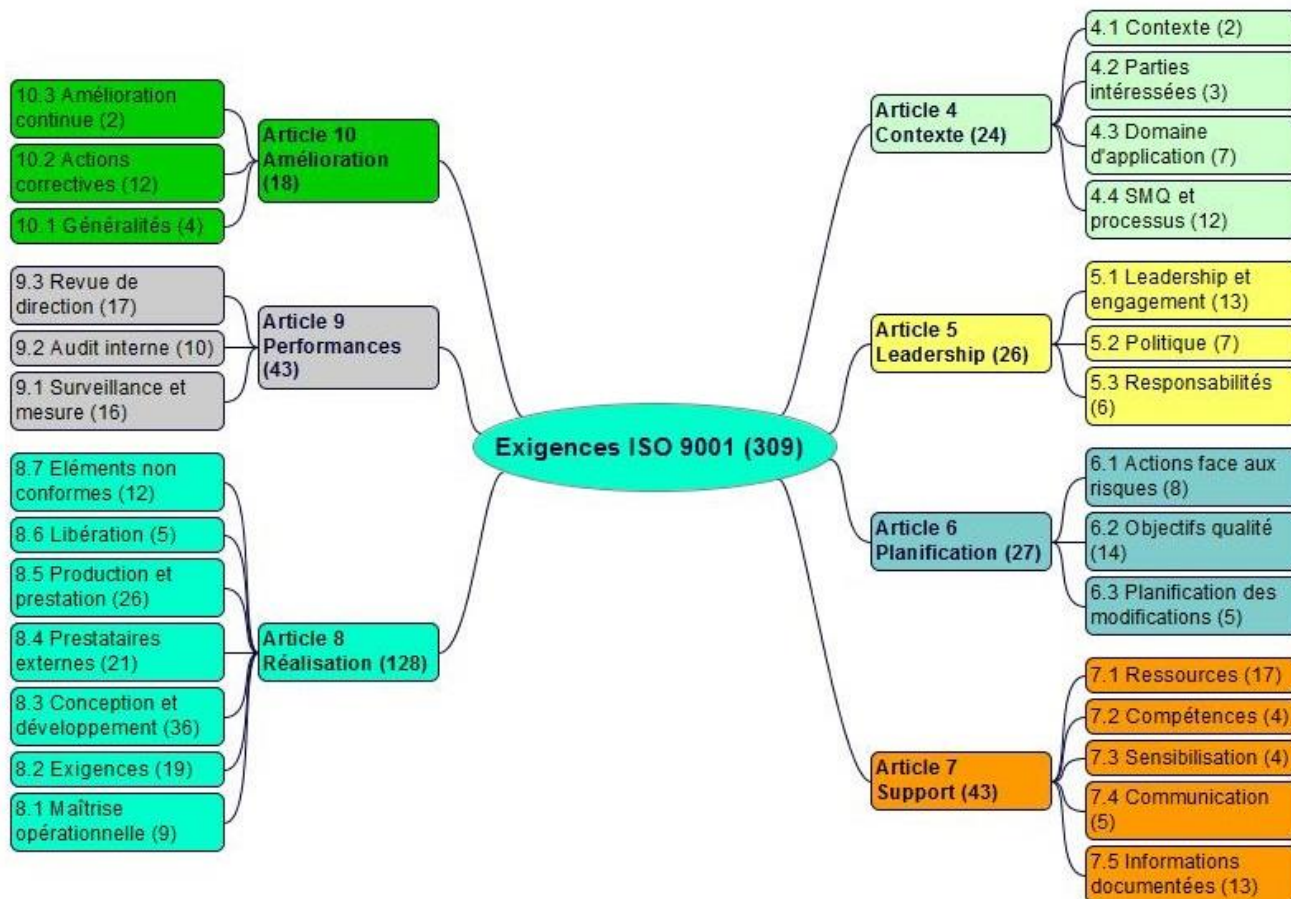 Exigences ISO 9001 (309)
Article 4
Contexte (24)
4.1 Contexte (2)
4.2 Parties
intéressées (3)
4.3 Domaine
d'application (7)
4.4 SMQ et
processus (12)
Article 5
Leadership (26)
5.1 Leadership et
engagement (13)
5.2 Politique (7)
5.3 Responsabilités
(6)
Article 6
Planification (27)
6.1 Actions face aux
risques (8)
6.2 Objectifs qualité
(14)
6.3 Planification des
modifications (5)
Article 7
Support (43)
7.1 Ressources (17)
7.2 Compétences (4)
7.3 Sensibilisation (4)
7.4 Communication
(5)
7.5 Informations
documentées (13)
Article 10
Amélioration
(18)
10.3 Amélioration
continue (2)
10.2 Actions
correctives (12)
10.1 Généralités (4)
Article 9
Performances
(43)
9.3 Revue de
direction (17)
9.2 Audit interne (10)
9.1 Surveillance et
mesure (16)
Article 8
Réalisation (128)
8.7 Eléments non
conformes (12)
8.6 Libération (5)
8.5 Production et
prestation (26)
8.4 Prestataires
externes (21)
8.3 Conception et
développement (36)
8.2 Exigences (19)
8.1 Maîtrise
opérationnelle (9)